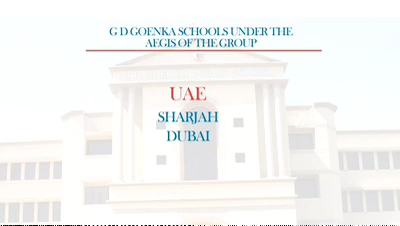 G D GOENKA SCHOOLS UNDER THE
AEGIS OF THE GROUP
UAE
SHARJAH
DUBAI